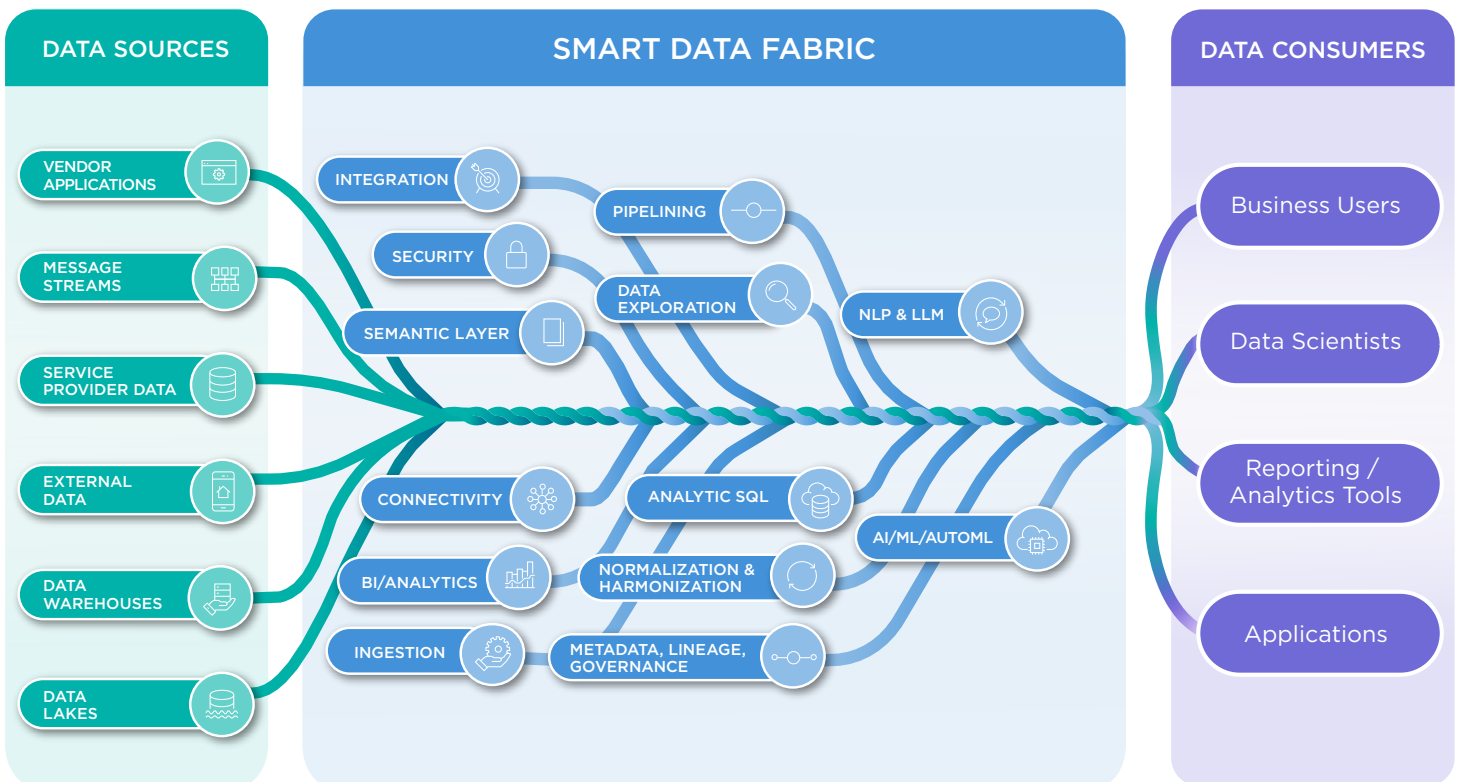 DATA SOURCES
SMART DATA FABRIC
DATA CONSUMERS
VENDOR
APPLICATIONS
MESSAGE
STREAMS
SERVICE
PROVIDER DATA
EXTERNAL
DATA
DATA
WAREHOUSES
DATA
LAKES
INTEGRATION
SECURITY
SEMANTIC LAYER
PIPELINING
DATA
EXPLORATION
NLP & LLM
CONNECTIVITY
BI/ANALYTICS
INGESTION
ANALYTIC SQL
NORMALIZATION &
HARMONIZATION
METADATA, LINEAGE,
GOVERNANCE
AI/ML/AUTOML
Business Users
Data Scientists
Reporting /
Analytics Tools
Applications